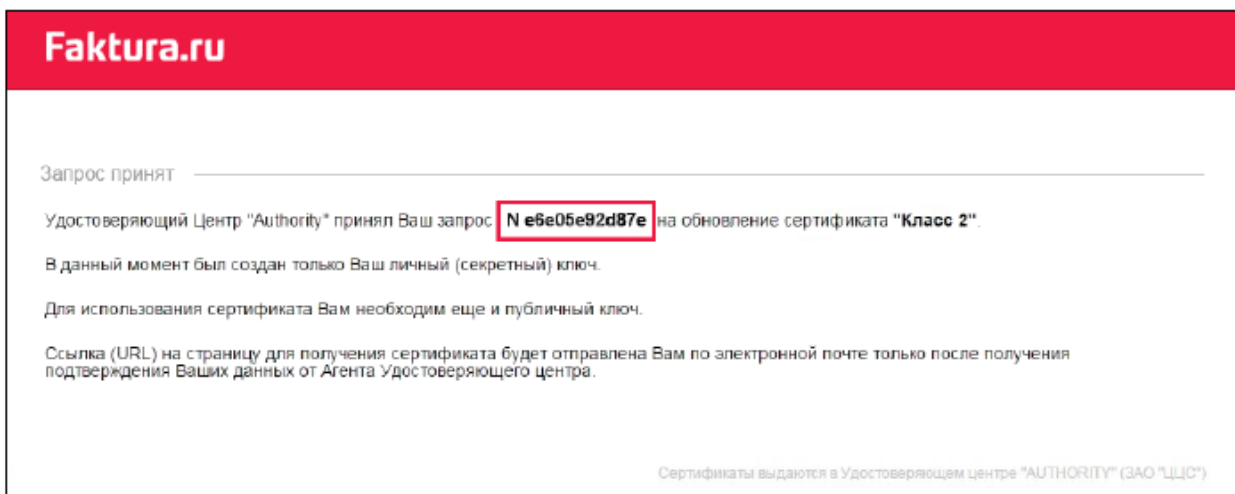 Faktura.ru
Запрос принят
Удостоверяющий Центр "Authority" принял Ваш запрос N e6e05e92d87e на обновление сертификата "Класс 2".
В данный момент был создан только Ваш личный (секретный) ключ.
Для использования сертификата Вам необходим еще и публичный ключ.
Ссылка (URL) на страницу для получения сертификата будет отправлена Вам по электронной почте только после получения
подтверждения Ваших данных от Агента Удостоверяющего центра.
Сертификаты выдаются в Удостоверяющем центре "AUTHORITY" (ЗАО "ЦЦС")